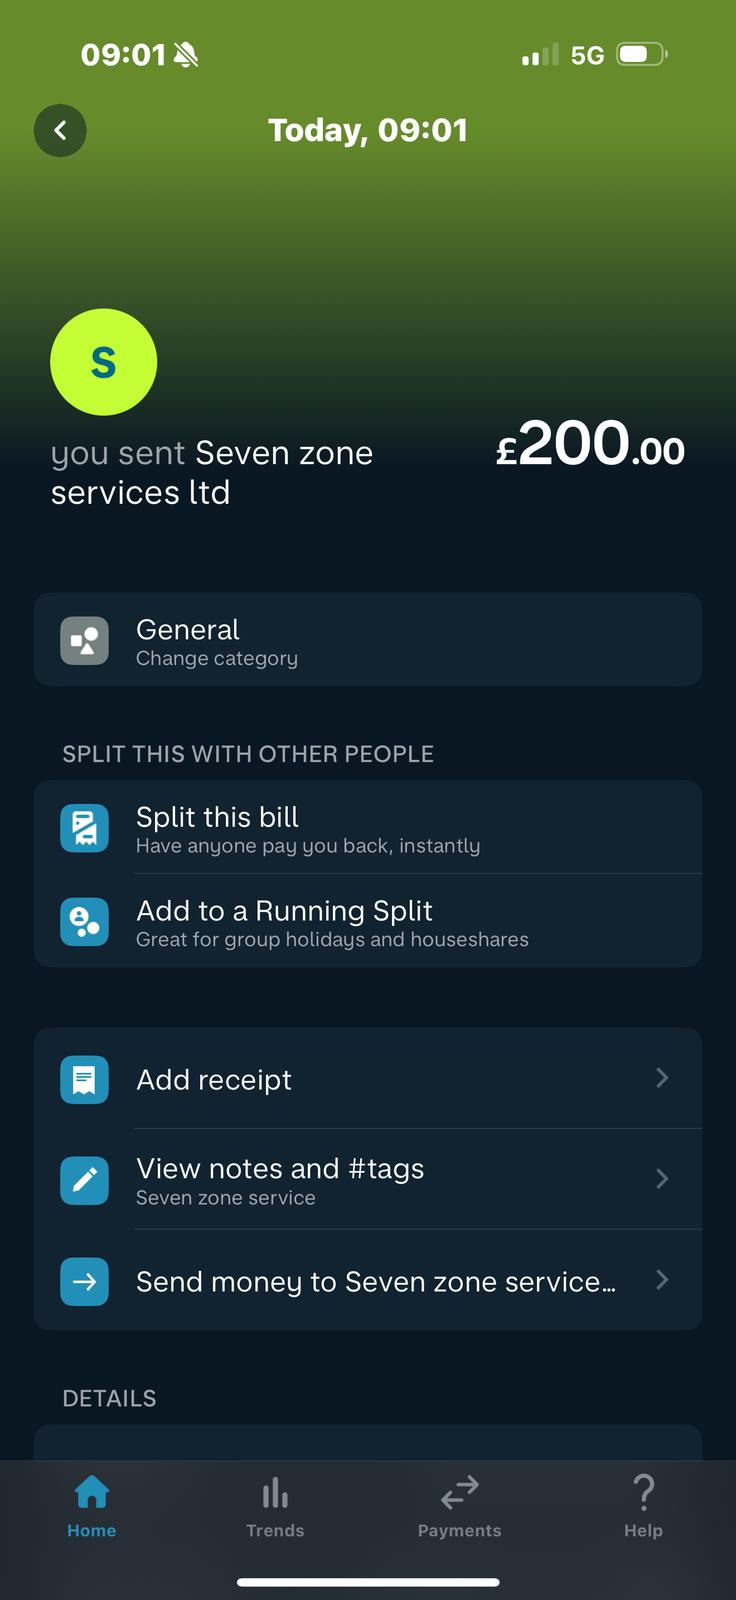 09:01
5G
Today, 09:01
S
you sent Seven zone
services ltd
£200.00
General
Change category
SPLIT THIS WITH OTHER PEOPLE
Split this bill
Have anyone pay you back, instantly
Add to a Running Split
Great for group holidays and houseshares
Add receipt
View notes and #tags
Seven zone service
Send money to Seven zone service...
DETAILS
Home
Trends
Payments
Help